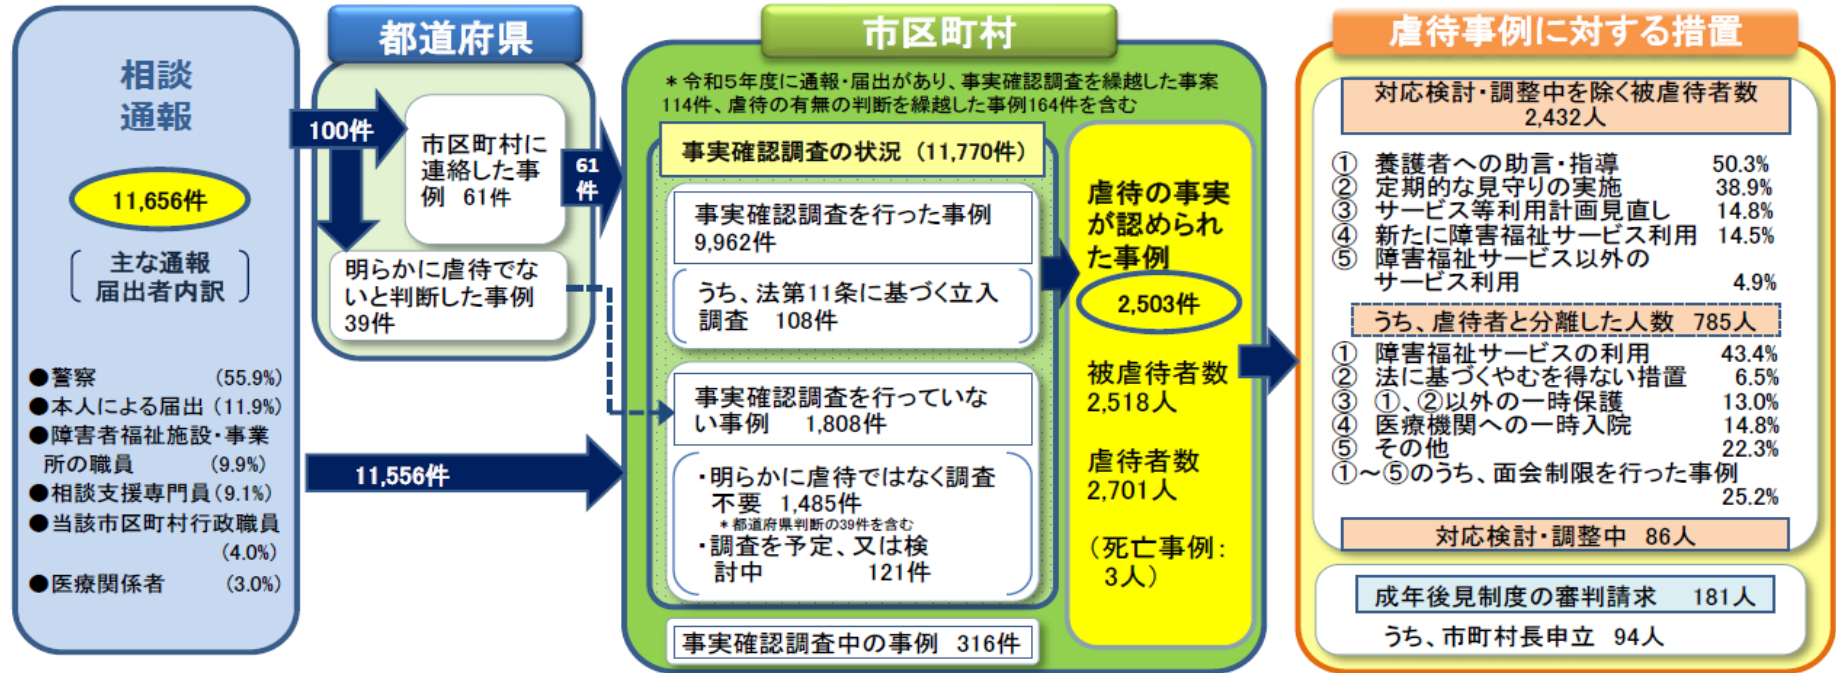 相談
通報
11,656件
主な通報
届出者内訳
●警察 (55.9%)
●本人による届出 (11.9%)
●障害者福祉施設・事業
所の職員 (9.9%)
●相談支援専門員(9.1%)
●当該市区町村行政職員
(4.0%)
●医療関係者 (3.0%)
都道府県
100件
市区町村に
連絡した事
例 61件
61
件
明らかに虐待でな
いと判断した事例
39件
11,556件
市区町村
*令和5年度に通報・届出があり、事実確認調査を繰越した事案
114件、虐待の有無の判断を繰越した事例164件を含む
事実確認調査の状況 (11,770件)
事実確認調査を行った事例
9,962件
うち、法第11条に基づく立入
調査 108件
事実確認調査を行っていな
い事例 1,808件
・明らかに虐待ではなく調査
不要 1,485件
*都道府県判断の39件を含む
・調査を予定、又は検
討中 121件
事実確認調査中の事例 316件
虐待の事実
が認められ
た事例
2,503件
被虐待者数
2,518人
虐待者数
2,701人
(死亡事例:
3人)
虐待事例に対する措置
対応検討・調整中を除く被虐待者数
2,432人
① 養護者への助言・指導 50.3%
② 定期的な見守りの実施 38.9%
③ サービス等利用計画見直し 14.8%
④ 新たに障害福祉サービス利用 14.5%
⑤ 障害福祉サービス以外の
サービス利用 4.9%
うち、虐待者と分離した人数 785人
① 障害福祉サービスの利用 43.4%
② 法に基づくやむを得ない措置 6.5%
③ ①、②以外の一時保護 13.0%
④ 医療機関への一時入院 14.8%
⑤ その他 22.3%
①~⑤のうち、面会制限を行った事例
25.2%
対応検討・調整中 86人
成年後見制度の審判請求 181人
うち、市町村長申立 94人